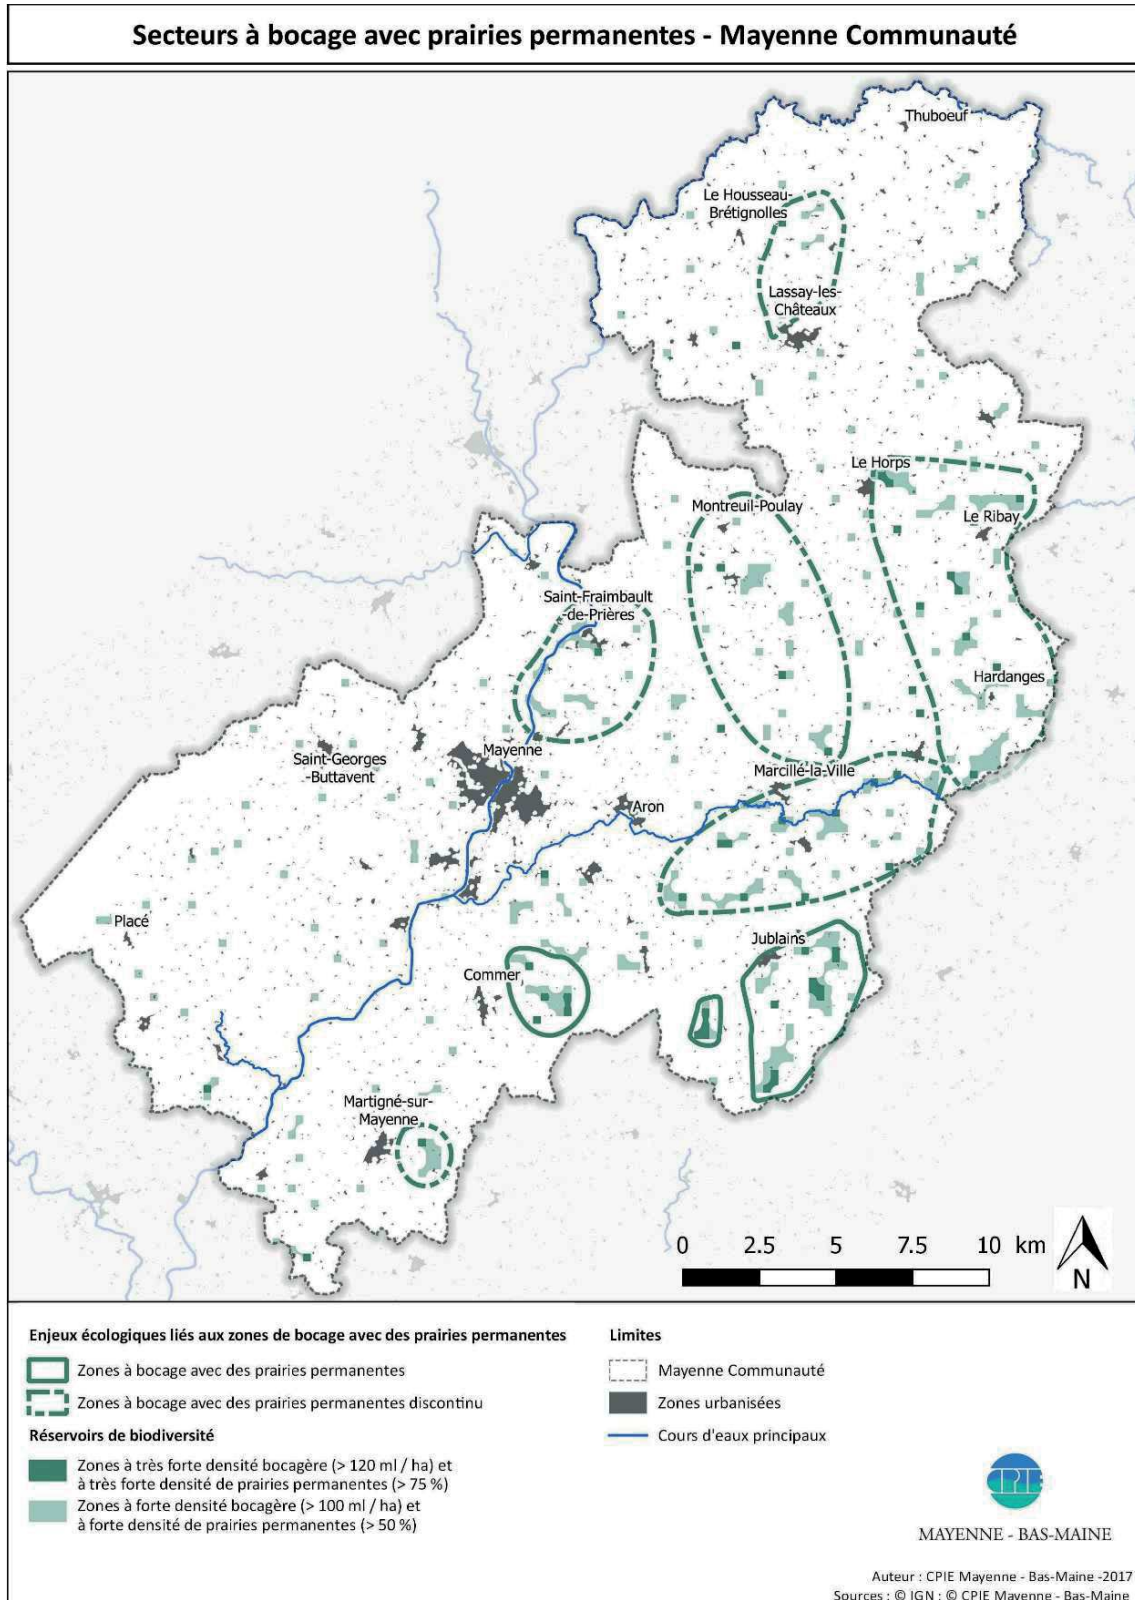 Secteurs à bocage avec prairies permanentes - Mayenne Communauté
Thuboeuf
Le Housseau-
Brétignolles
Lassay-les-
Châteaux
Le Horps
Montreuil-Poulay
Le Ribay
Saint-Fraimbault
-de-Prières
Hardanges
Mayenne
Saint-Georges
-Buttavent
Marcillé-la-Ville
Aron
Placé
Jublains
Commer
Martigné-sur-
Mayenne
0 2.5 5 7.5 10 km
N
Enjeux écologiques liés aux zones de bocage avec des prairies permanentes
Zones à bocage avec des prairies permanentes
Zones à bocage avec des prairies permanentes discontinu
Réservoirs de biodiversité
Zones à très forte densité bocagère (> 120 ml / ha) et
à très forte densité de prairies permanentes (> 75 %)
Zones à forte densité bocagère (> 100 ml / ha) et
à forte densité de prairies permanentes (> 50 %)
Limites
Mayenne Communauté
Zones urbanisées
Cours d'eaux principaux
CPIE
MAYENNE - BAS-MAINE
Auteur : CPIE Mayenne - Bas-Maine -2017
Sources : © IGN ; © CPIE Mayenne - Bas-Maine